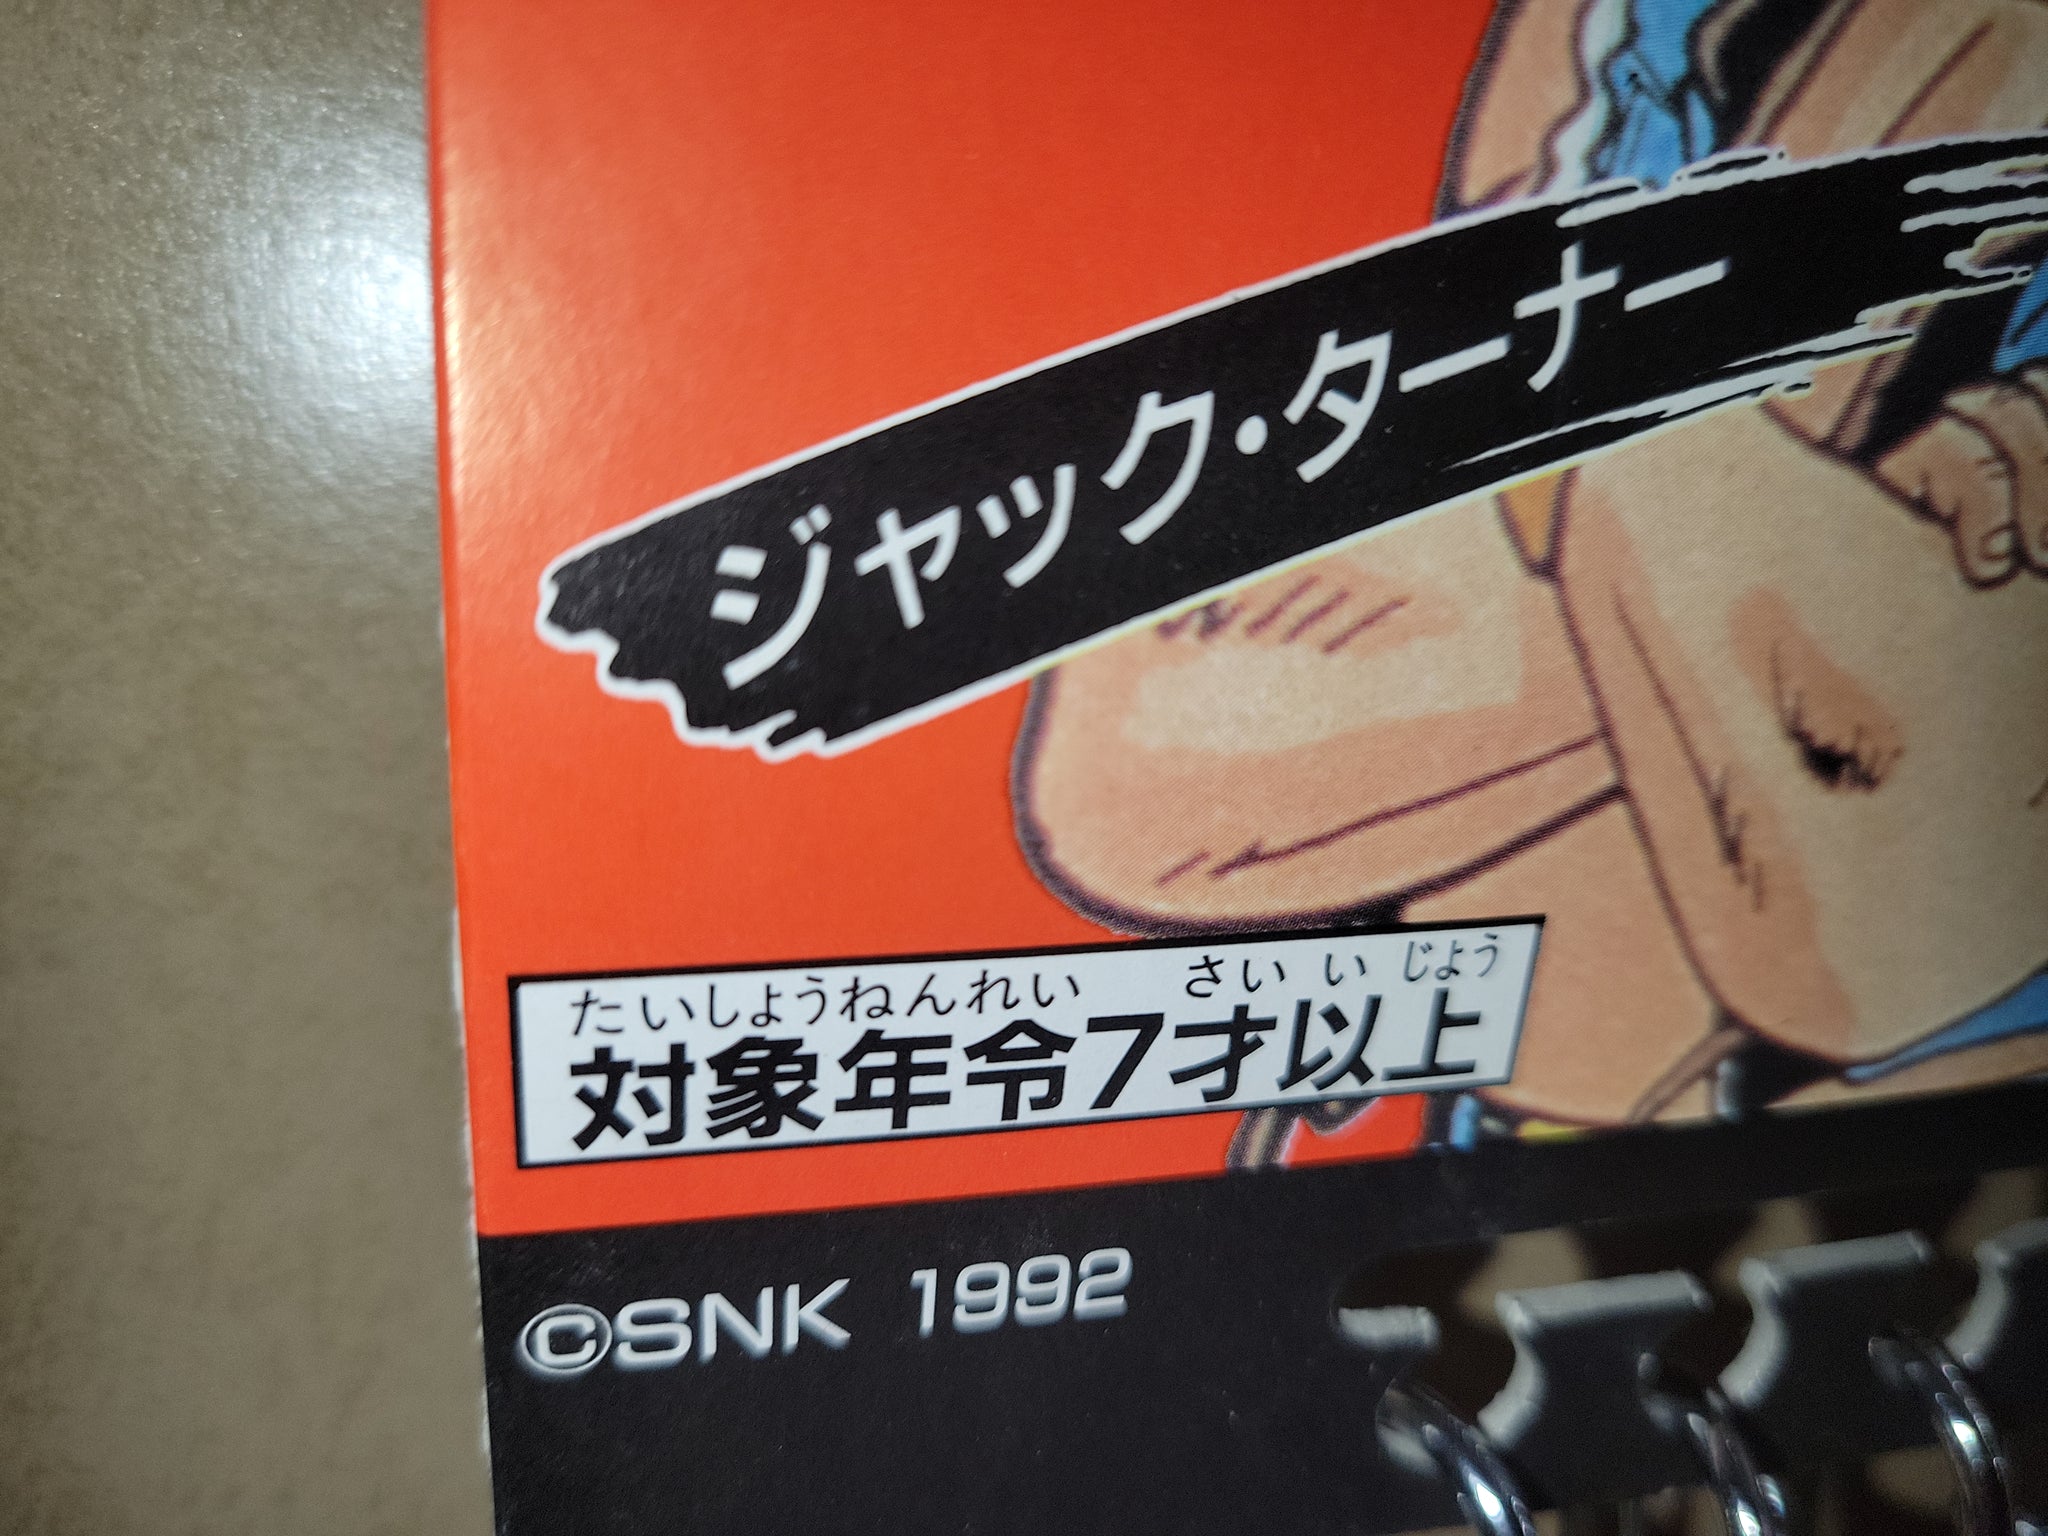 ジャック・ターナー
たいしょうねんれい さい い じょう
対象年令7才以上
©SNK 1992